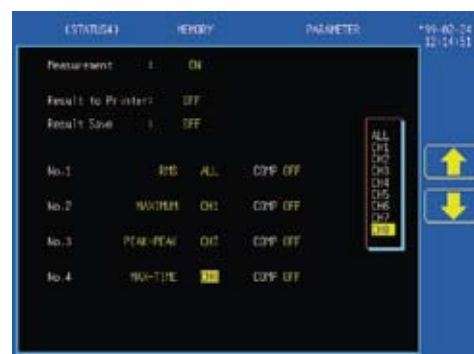 (STATUS4) MEMORY PARAMETER '99-02-24
12:14:51
Measurement : ON
Result to Printer: OFF
Result Save : OFF
No.1 RMS ALL COMP OFF
No.2 MAXIMUM CH1 COMP OFF
No.3 PEAK-PEAK COMP OFF
No.4 MAX-TIME COMP OFF
ALL
CH1
CH2
CH3
CH4
CH5
CH6
CH7
CH8